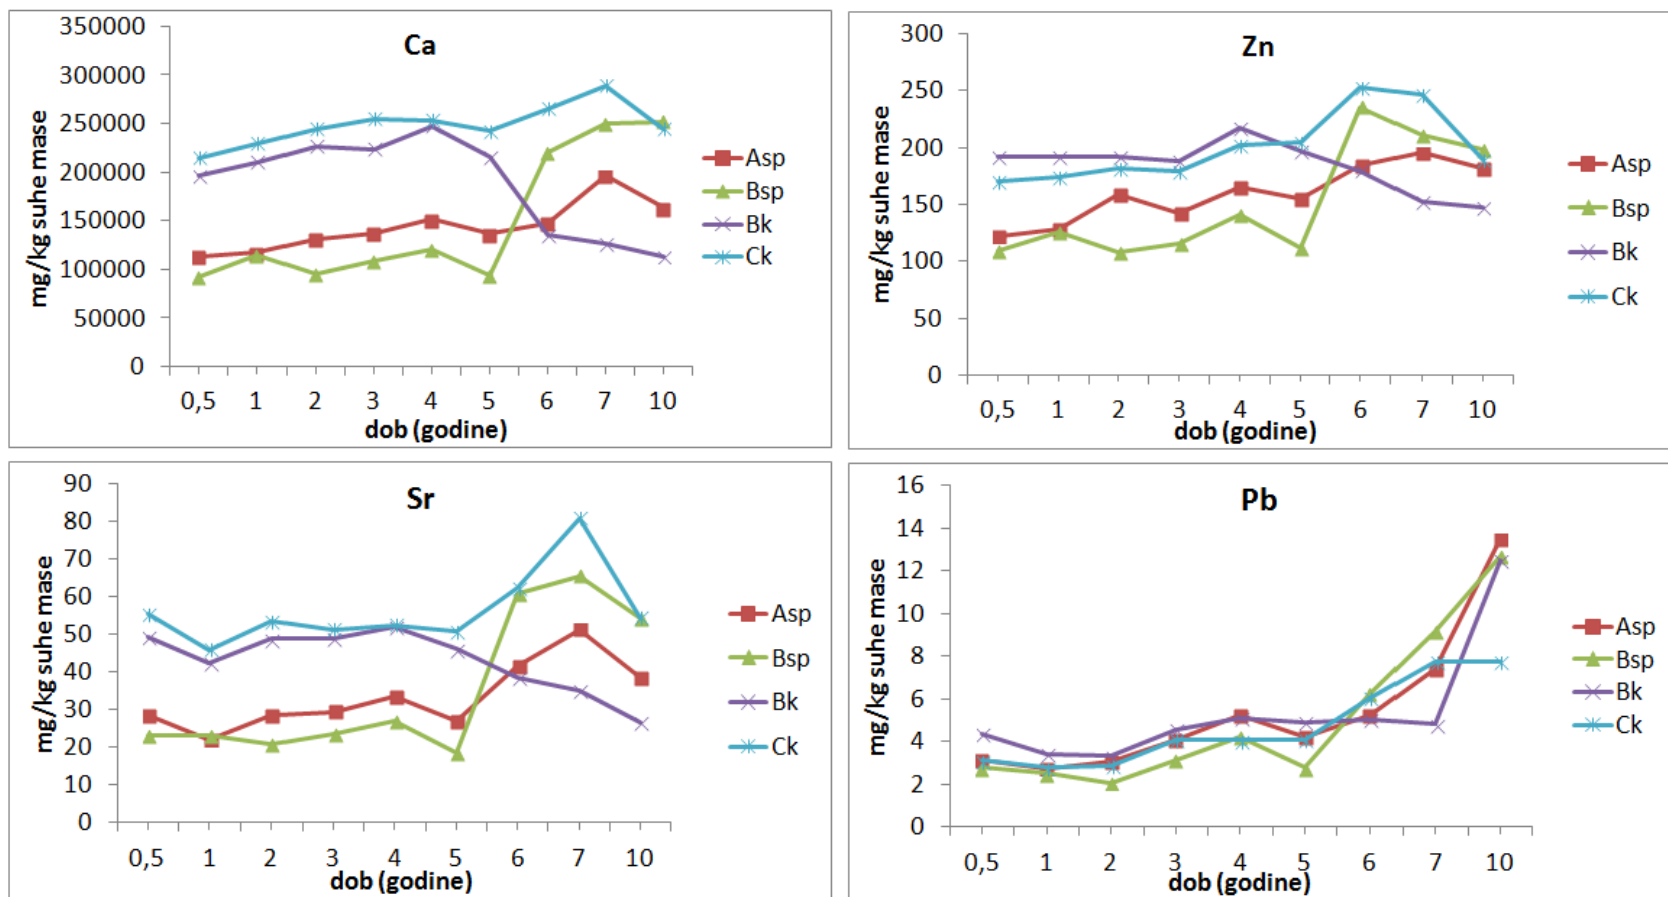 Ca
mg/kg suhe mase
350000
300000
250000
200000
150000
100000
50000
0
0,5 1 2 3 4 5 6 7 10
dob (godine)
Asp
Bsp
Bk
Ck
Zn
mg/kg suhe mase
300
250
200
150
100
50
0
0,5 1 2 3 4 5 6 7 10
dob (godine)
Asp
Bsp
Bk
Ck
Sr
mg/kg suhe mase
90
80
70
60
50
40
30
20
10
0
0,5 1 2 3 4 5 6 7 10
dob (godine)
Asp
Bsp
Bk
Ck
Pb
mg/kg suhe mase
16
14
12
10
8
6
4
2
0
0,5 1 2 3 4 5 6 7 10
dob (godine)
Asp
Bsp
Bk
Ck